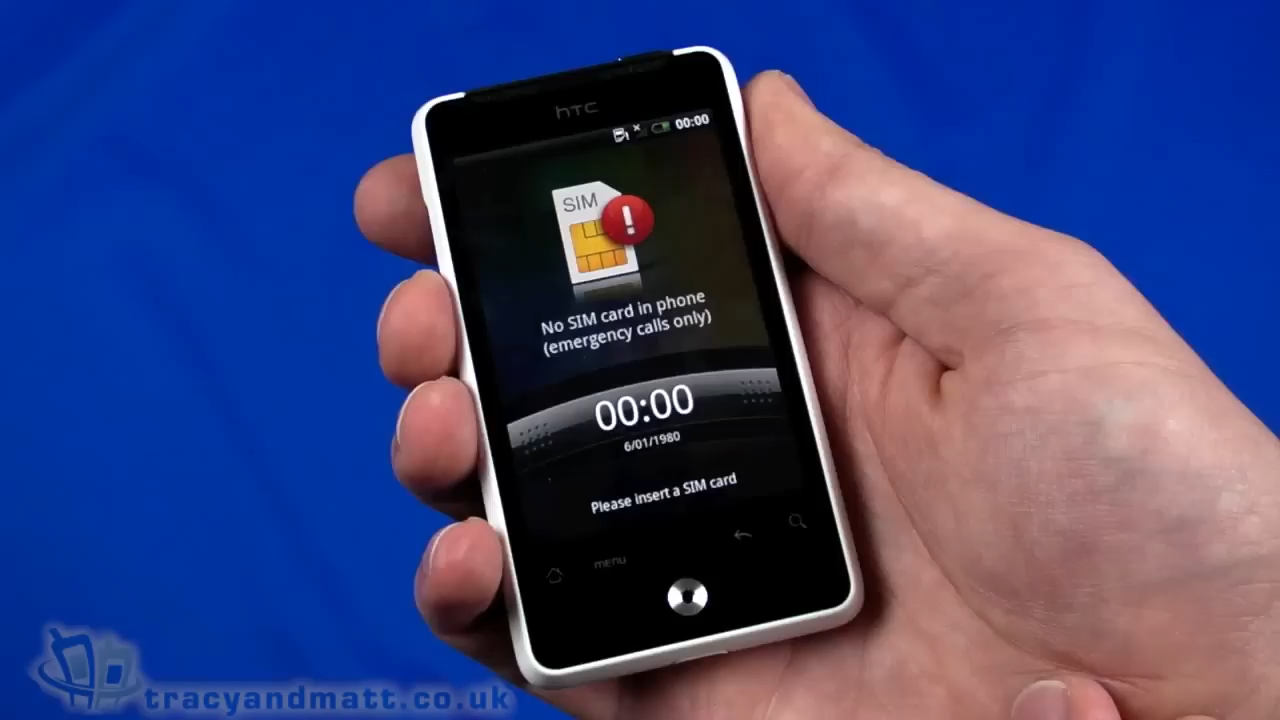 hTC
00:00
SIM
!
No SIM card in phone
(emergency calls only)
00:00
6/01/1980
Please insert a SIM card
menu
tracyandmatt.co.uk